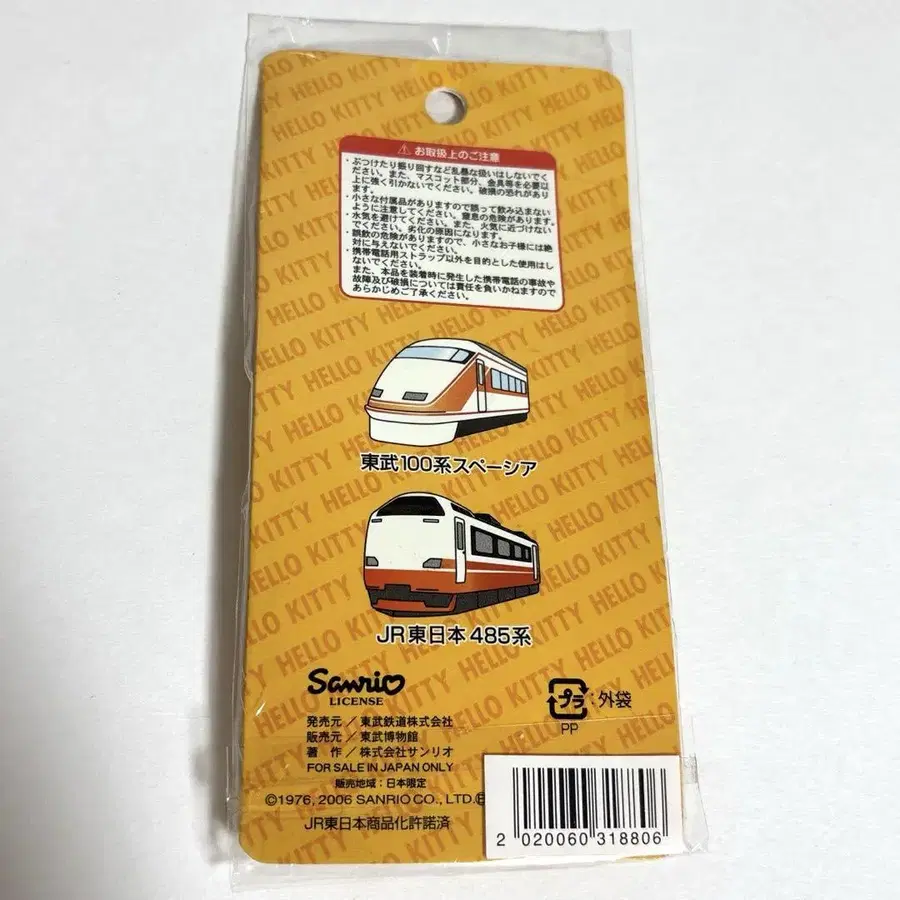 HELLO KITTY HELLO KITTY HELLO KITTY
⚠ お取扱上のご注意
・ぶつけたり振り回すなど乱暴な扱いはしないでく
ださい。また、マスコット部分、金具等を必要以
上に強く引かないでください。破損の恐れがあり
ます。
・小さな付属品がありますので誤って飲み込まない
ように注意してください。窒息の危険があります。
・水気を避けてください。また、火気に近づけない
でください。劣化の原因になります。
・誤飲の危険がありますので、小さなお子様には絶
対に与えないでください。
・携帯電話用ストラップ以外を目的とした使用はし
ないでください。
また、本品を装着時に発生した携帯電話の事故や
故障及び破損については責任を負いかねますので
あらかじめご了承ください。
東武100系スペーシア
JR東日本 485系
Sanrio
LICENSE
発売元/東武鉄道株式会社
販売元/東武博物館
著 作/株式会社サンリオ
FOR SALE IN JAPAN ONLY
販売地域:日本限定
©1976, 2006 SANRIO CO., LTD.
JR東日本商品化許諾済
プラ:外袋
PP
2 020060 318806